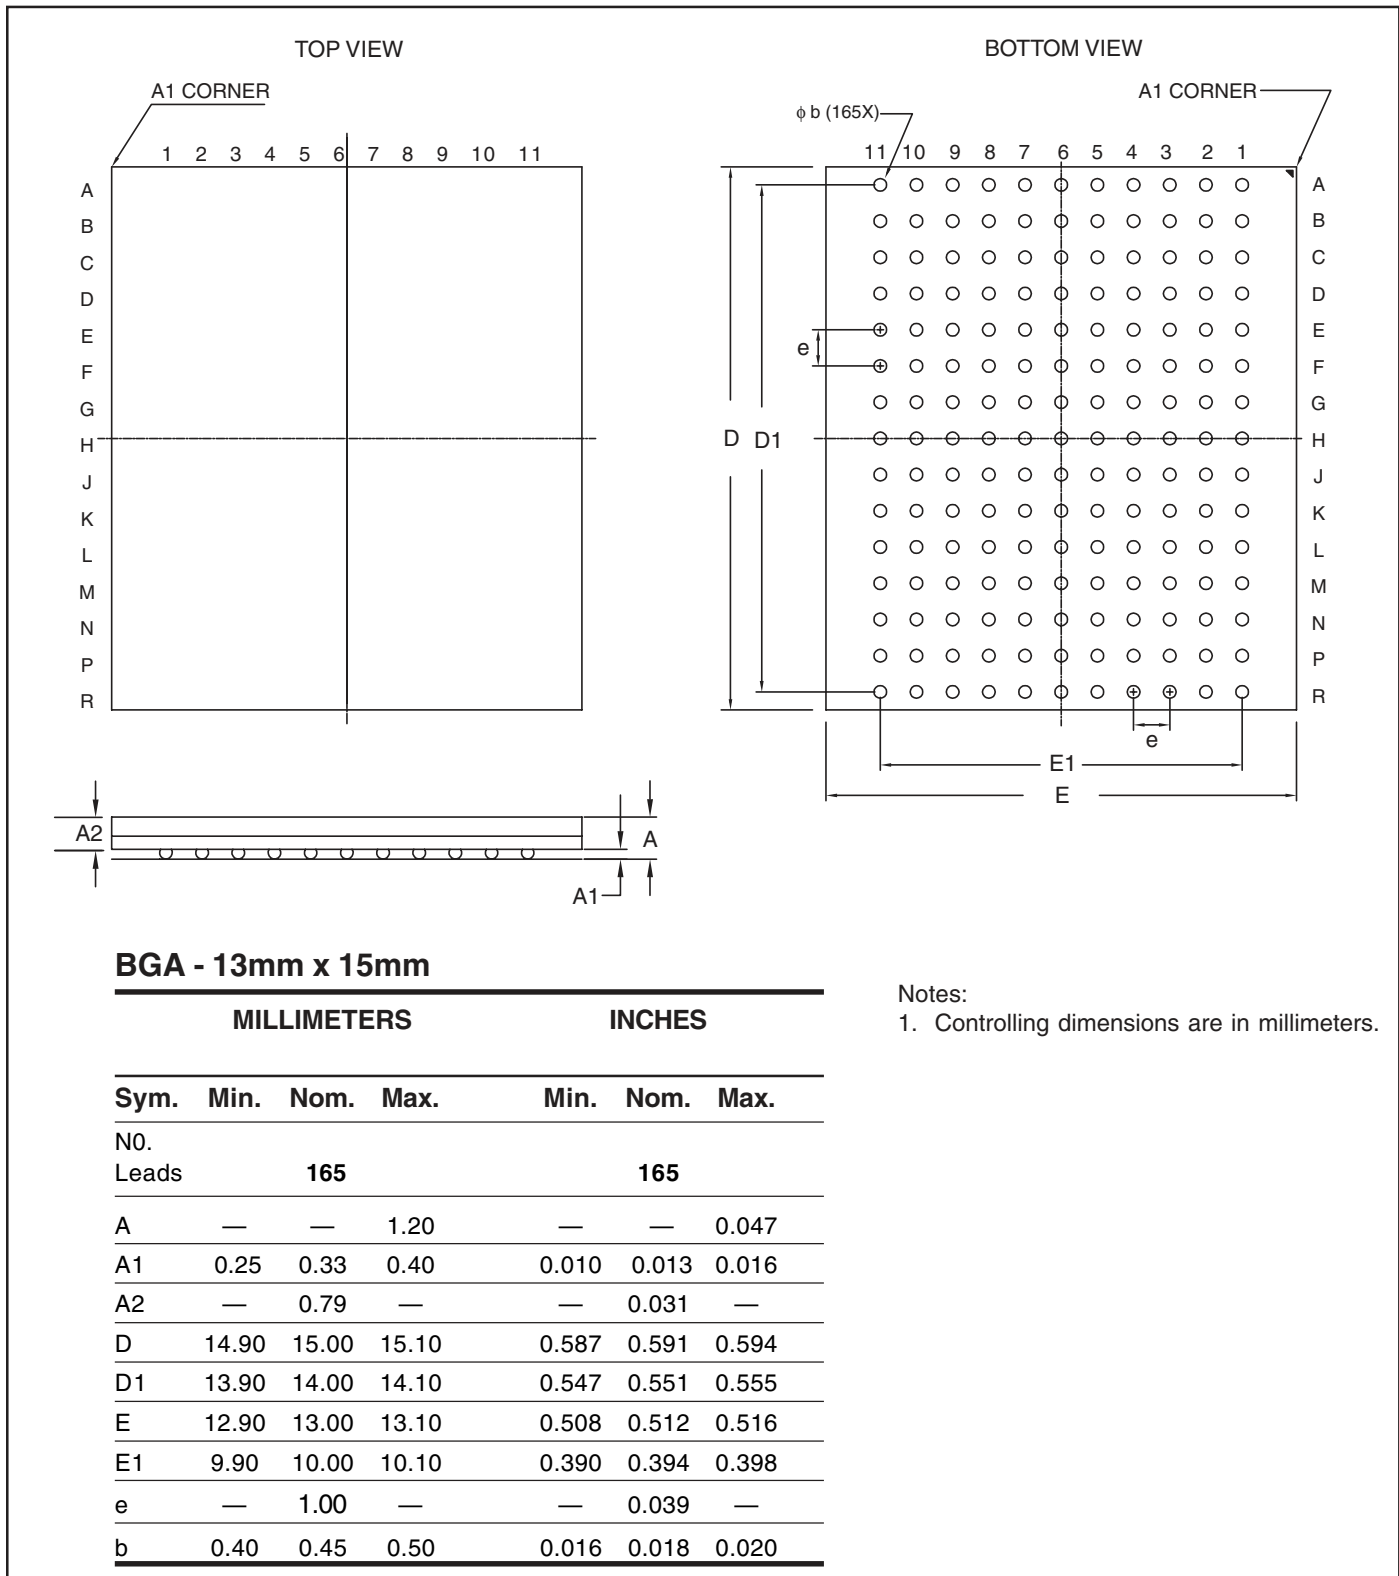 TOP VIEW
A1 CORNER
1 2 3 4 5 6 7 8 9 10 11
A
B
C
D
E
F
G
H
J
K
L
M
N
P
R
BOTTOM VIEW
A1 CORNER
ϕ b (165X)
11 10 9 8 7 6 5 4 3 2 1
A
B
C
D
E
F
G
H
J
K
L
M
N
P
R
e
D D1
e
E1
E
A2
A
A1
BGA - 13mm x 15mm
MILLIMETERS INCHES
Sym. Min. Nom. Max. Min. Nom. Max.
N0.
Leads 165 165
A — — 1.20 — — 0.047
A1 0.25 0.33 0.40 0.010 0.013 0.016
A2 — 0.79 — — 0.031 —
D 14.90 15.00 15.10 0.587 0.591 0.594
D1 13.90 14.00 14.10 0.547 0.551 0.555
E 12.90 13.00 13.10 0.508 0.512 0.516
E1 9.90 10.00 10.10 0.390 0.394 0.398
e — 1.00 — — 0.039 —
b 0.40 0.45 0.50 0.016 0.018 0.020
Notes:
1. Controlling dimensions are in millimeters.